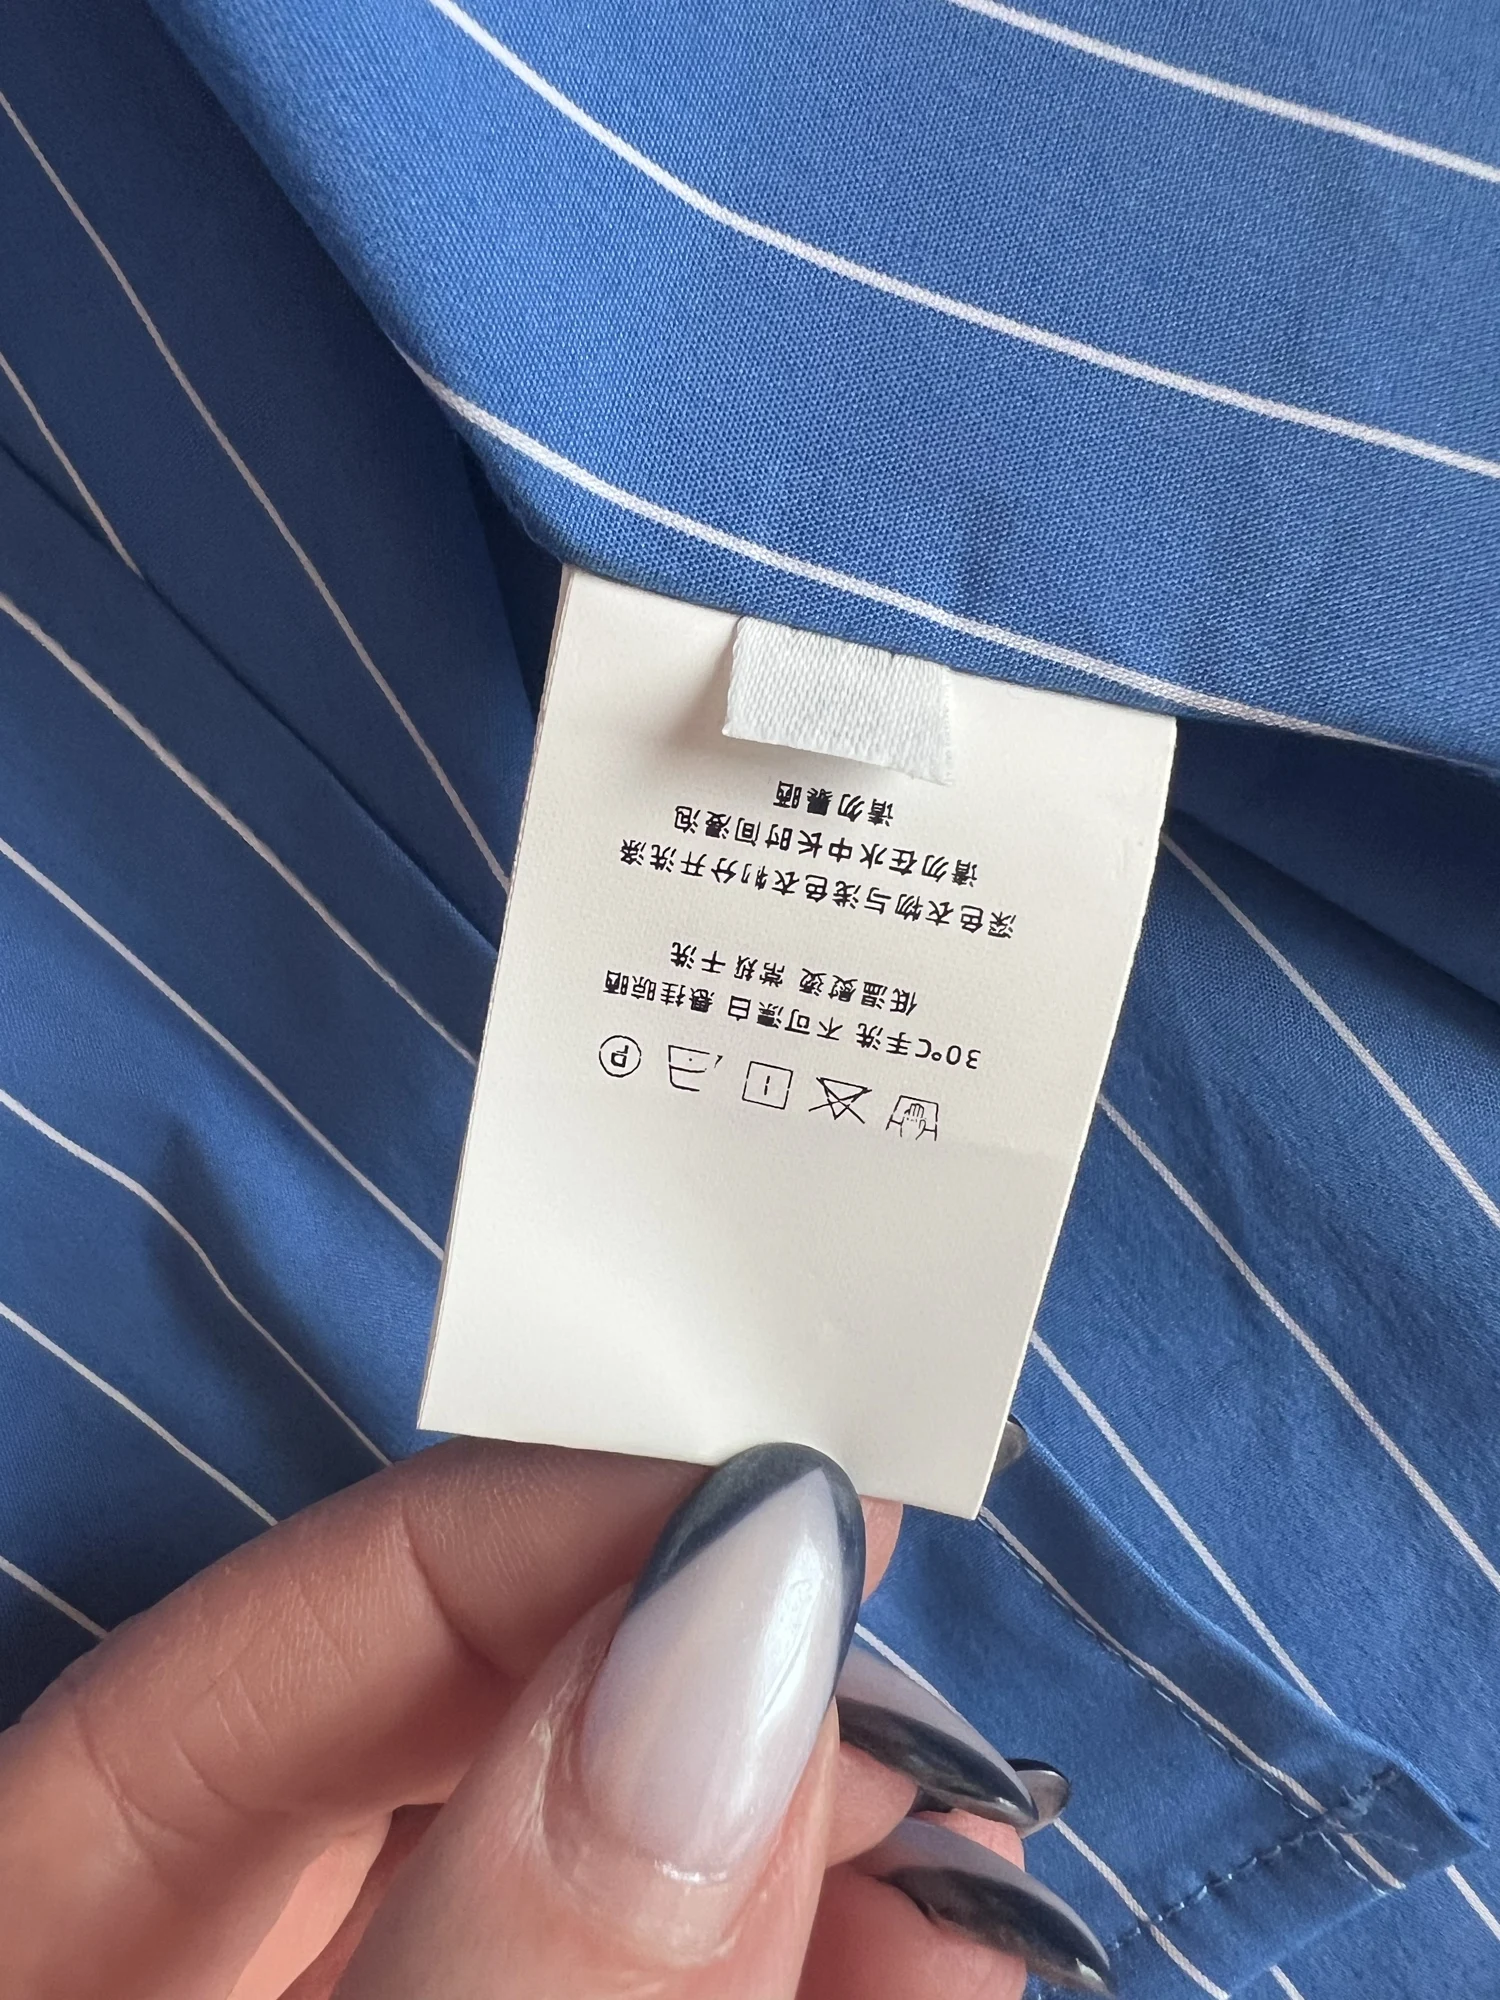 P
30℃手洗 不可漂白 悬挂晾晒
低温熨烫 常规干洗
深色衣物与浅色衣物分开洗涤
请勿在水中长时间浸泡
请勿暴晒